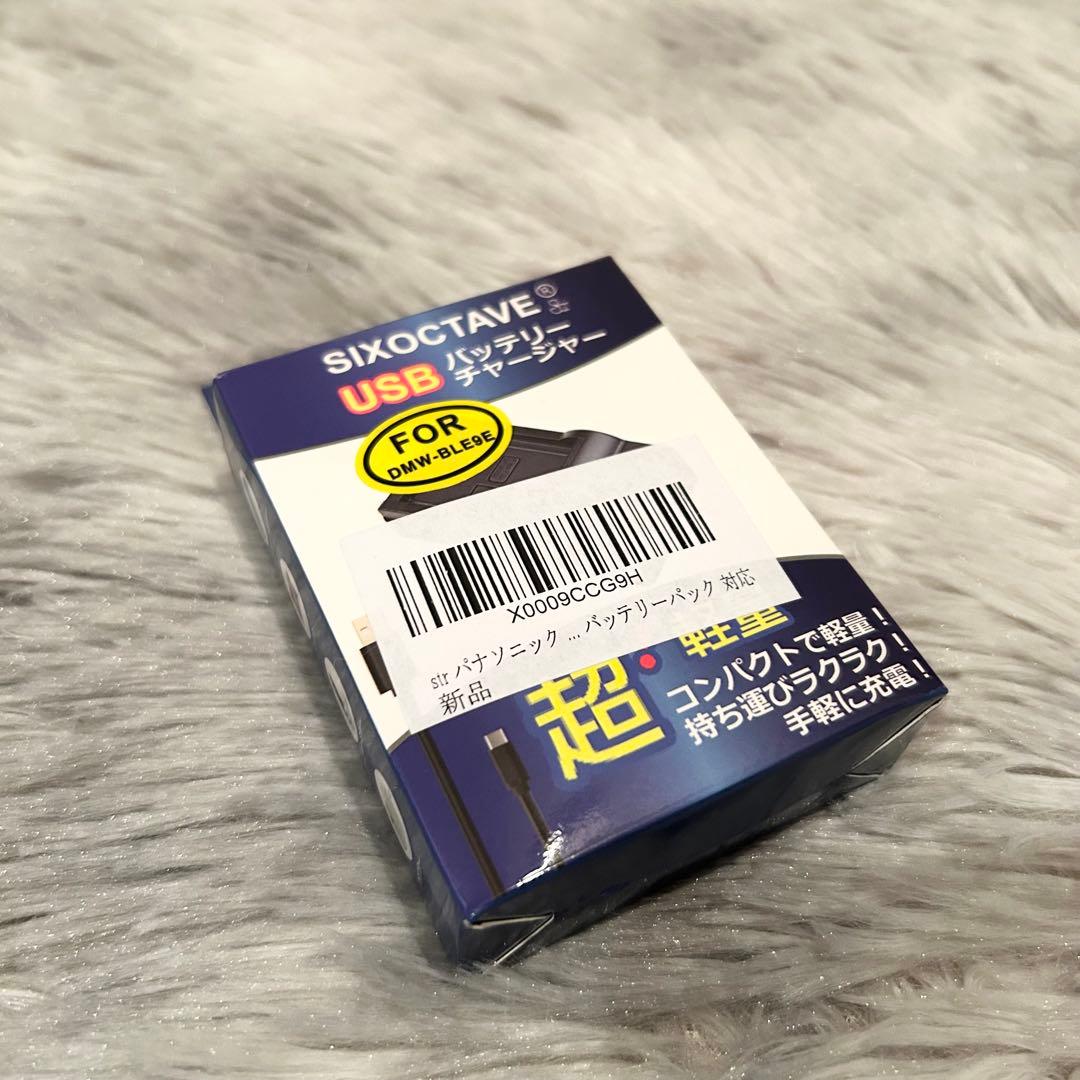 SIXOCTAVE® str
USB バッテリー
チャージャー
FOR
DMW-BLE9E
X0009CCG9H
str パナソニック ... バッテリーパック 対応
新品
超・軽量
コンパクトで軽量！
持ち運びラクラク！
手軽に充電！